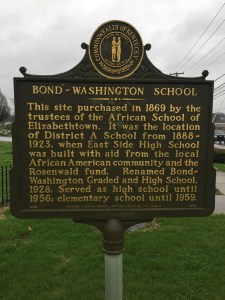 COMMONWEALTH OF KENTUCKY
BOND-WASHINGTON SCHOOL
This site purchased in 1869 by the
trustees of the African School of
Elizabethtown. It was the location
of District A School from 1888-
1923, when East Side High School
was built with aid from the local
African American community and the
Rosenwald fund. Renamed Bond-
Washington Graded and High School,
1928. Served as high school until
1956; elementary school until 1959.